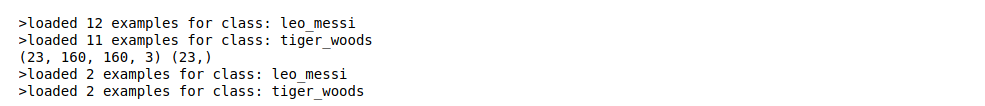 >loaded 12 examples for class: leo_messi
>loaded 11 examples for class: tiger_woods
(23, 160, 160, 3) (23,)
>loaded 2 examples for class: leo_messi
>loaded 2 examples for class: tiger_woods